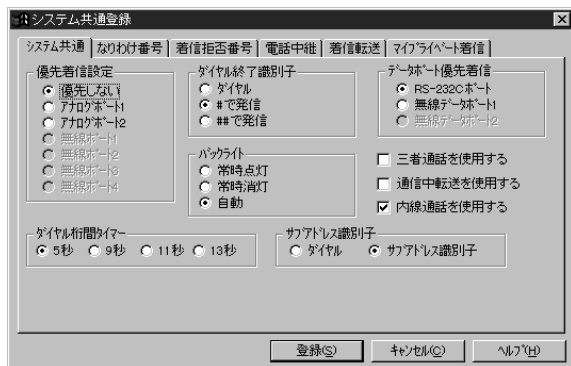 システム共通登録
システム共通 なりわけ番号 着信拒否番号 電話中継 着信転送 マイプライベート着信
優先着信設定
優先しない
アナログポート1
アナログポート2
無線ポート1
無線ポート2
無線ポート3
無線ポート4
ダイヤル終了識別子
ダイヤル
#で発信
##で発信
データポート優先着信
RS-232Cポート
無線データポート1
無線データポート2
バックライト
常時点灯
常時消灯
自動
三者通話を使用する
通信中転送を使用する
内線通話を使用する
ダイヤル桁間タイマー
5秒 9秒 11秒 13秒
サブアドレス識別子
ダイヤル サブアドレス識別子
登録(S) キャンセル(C) ヘルプ(H)